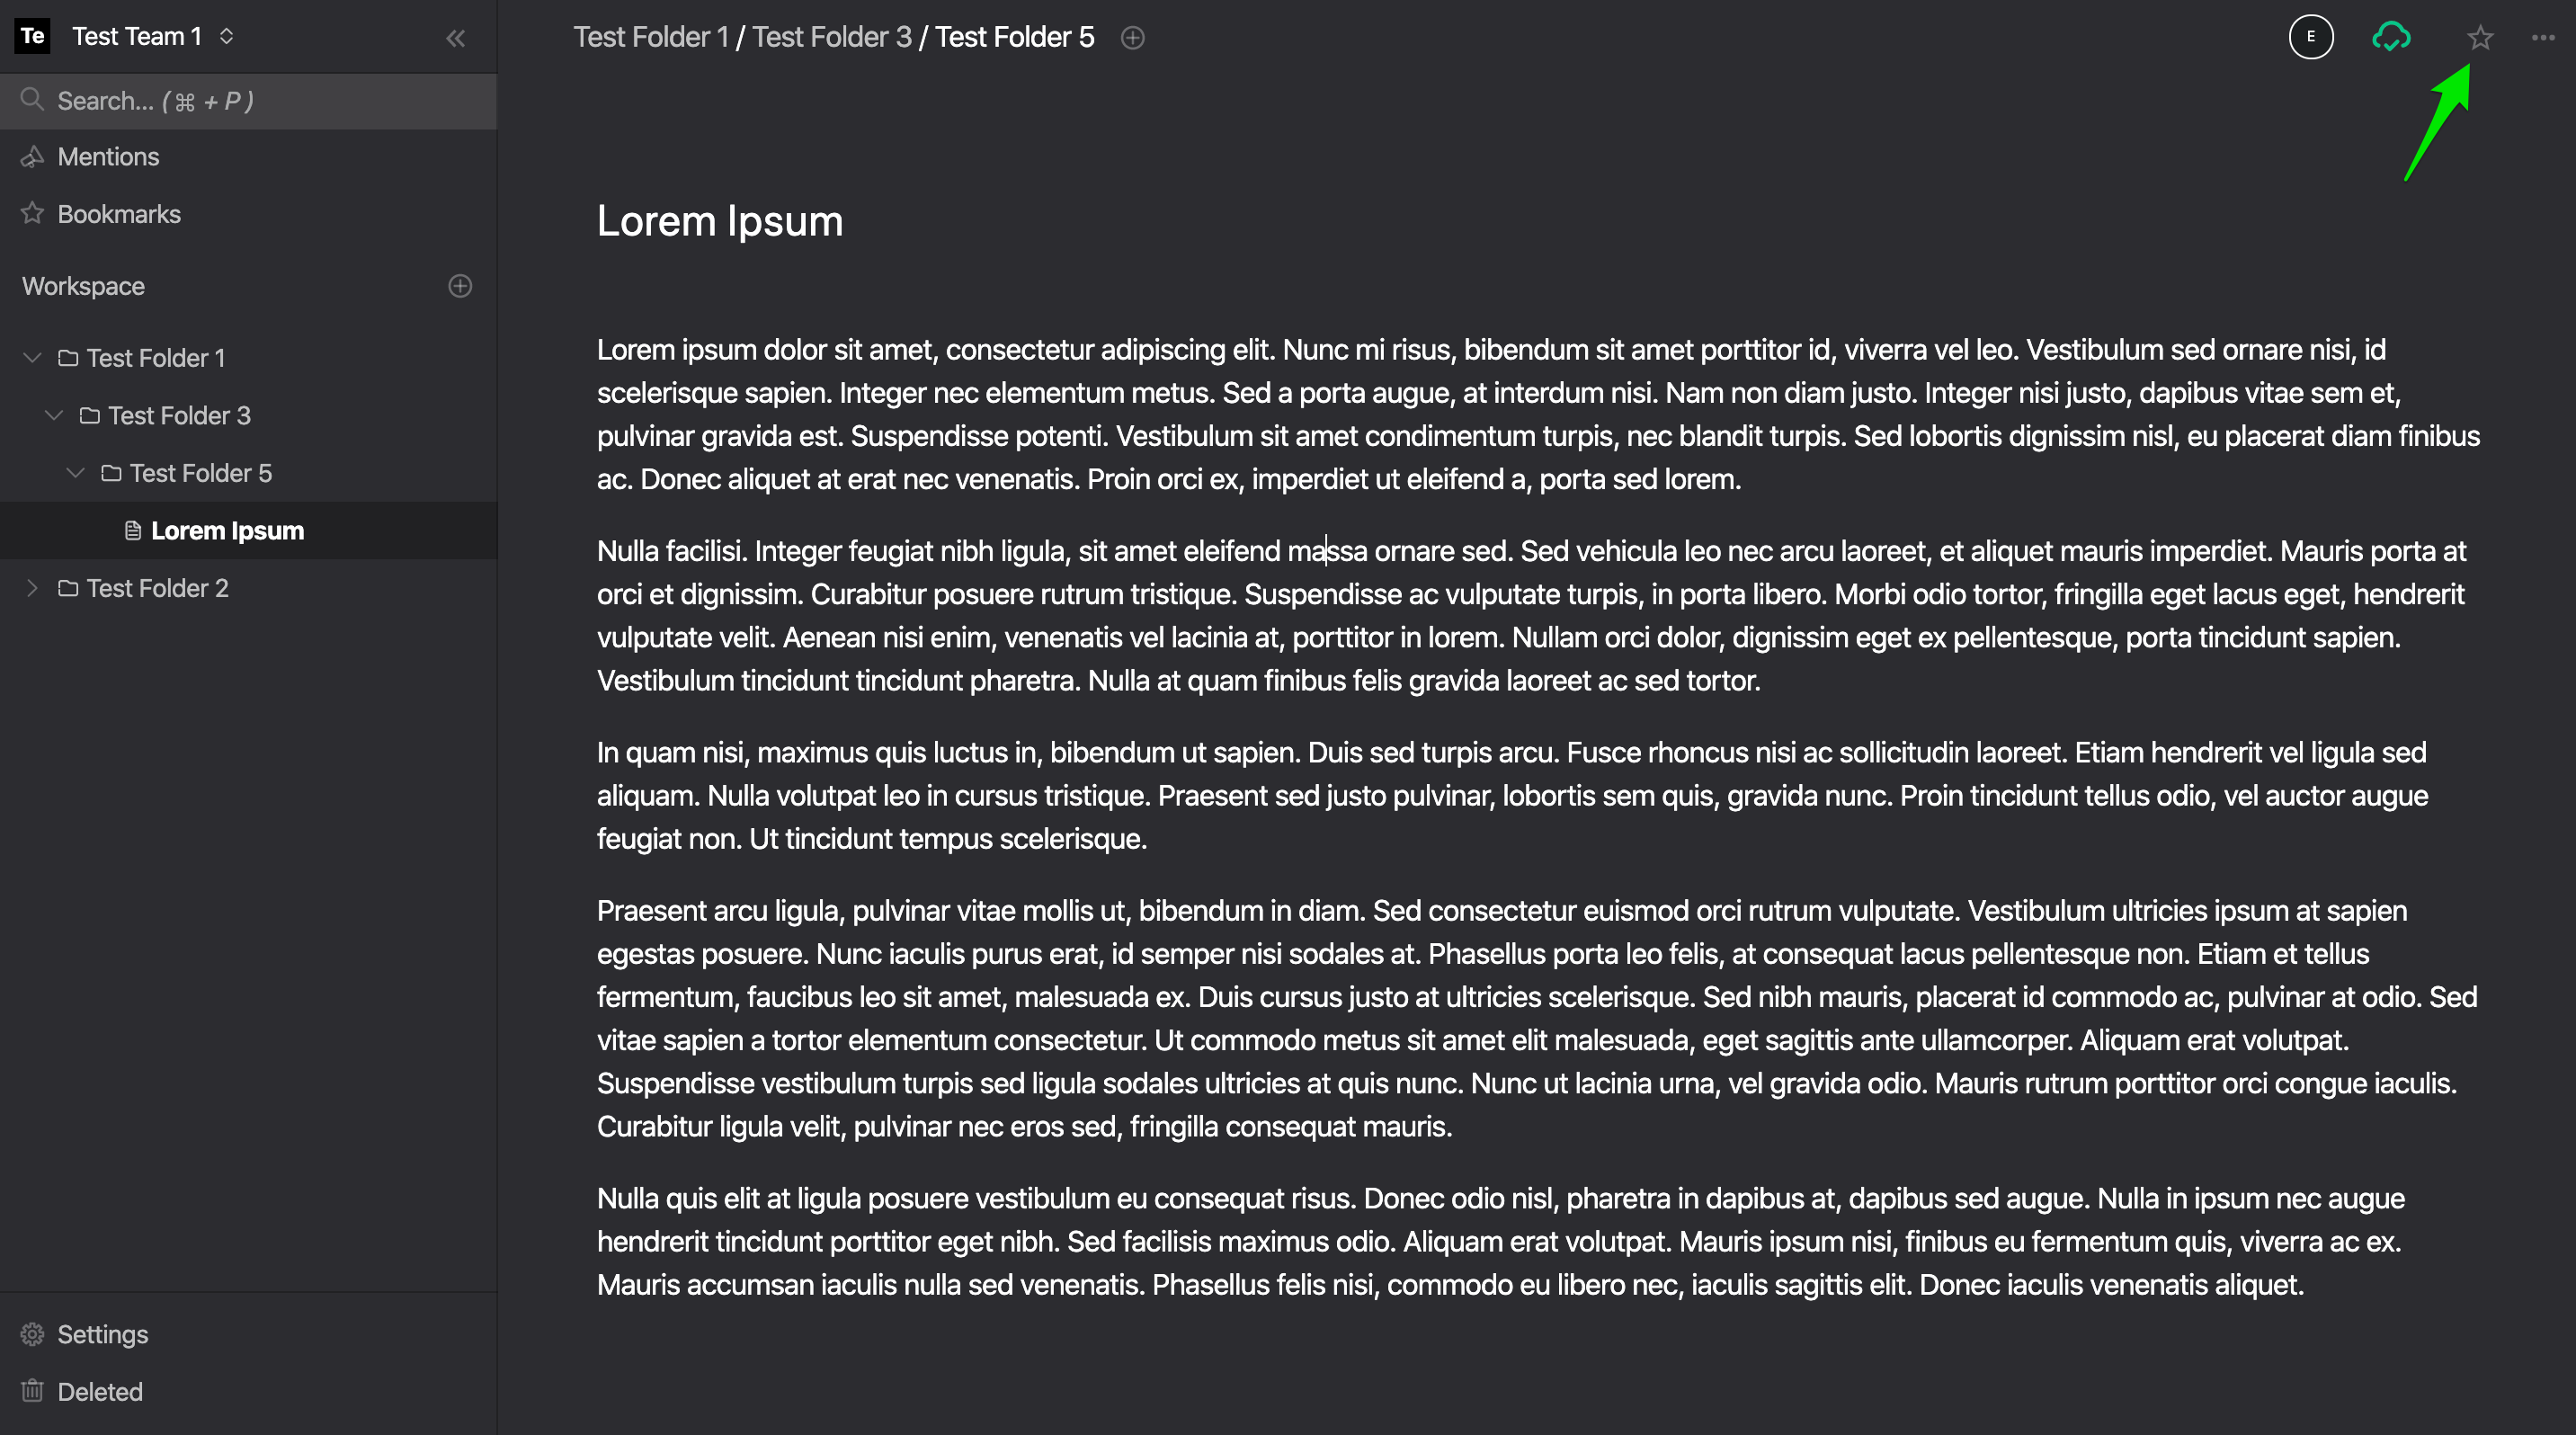 Te Test Team 1
Search... (⌘ + P)
Mentions
Bookmarks
Workspace
Test Folder 1
Test Folder 3
Test Folder 5
Lorem Ipsum
Test Folder 2
Settings
Deleted
Test Folder 1 / Test Folder 3 / Test Folder 5
E
Lorem Ipsum
Lorem ipsum dolor sit amet, consectetur adipiscing elit. Nunc mi risus, bibendum sit amet porttitor id, viverra vel leo. Vestibulum sed ornare nisi, id
scelerisque sapien. Integer nec elementum metus. Sed a porta augue, at interdum nisi. Nam non diam justo. Integer nisi justo, dapibus vitae sem et,
pulvinar gravida est. Suspendisse potenti. Vestibulum sit amet condimentum turpis, nec blandit turpis. Sed lobortis dignissim nisl, eu placerat diam finibus
ac. Donec aliquet at erat nec venenatis. Proin orci ex, imperdiet ut eleifend a, porta sed lorem.
Nulla facilisi. Integer feugiat nibh ligula, sit amet eleifend massa ornare sed. Sed vehicula leo nec arcu laoreet, et aliquet mauris imperdiet. Mauris porta at
orci et dignissim. Curabitur posuere rutrum tristique. Suspendisse ac vulputate turpis, in porta libero. Morbi odio tortor, fringilla eget lacus eget, hendrerit
vulputate velit. Aenean nisi enim, venenatis vel lacinia at, porttitor in lorem. Nullam orci dolor, dignissim eget ex pellentesque, porta tincidunt sapien.
Vestibulum tincidunt tincidunt pharetra. Nulla at quam finibus felis gravida laoreet ac sed tortor.
In quam nisi, maximus quis luctus in, bibendum ut sapien. Duis sed turpis arcu. Fusce rhoncus nisi ac sollicitudin laoreet. Etiam hendrerit vel ligula sed
aliquam. Nulla volutpat leo in cursus tristique. Praesent sed justo pulvinar, lobortis sem quis, gravida nunc. Proin tincidunt tellus odio, vel auctor augue
feugiat non. Ut tincidunt tempus scelerisque.
Praesent arcu ligula, pulvinar vitae mollis ut, bibendum in diam. Sed consectetur euismod orci rutrum vulputate. Vestibulum ultricies ipsum at sapien
egestas posuere. Nunc iaculis purus erat, id semper nisi sodales at. Phasellus porta leo felis, at consequat lacus pellentesque non. Etiam et tellus
fermentum, faucibus leo sit amet, malesuada ex. Duis cursus justo at ultricies scelerisque. Sed nibh mauris, placerat id commodo ac, pulvinar at odio. Sed
vitae sapien a tortor elementum consectetur. Ut commodo metus sit amet elit malesuada, eget sagittis ante ullamcorper. Aliquam erat volutpat.
Suspendisse vestibulum turpis sed ligula sodales ultricies at quis nunc. Nunc ut lacinia urna, vel gravida odio. Mauris rutrum porttitor orci congue iaculis.
Curabitur ligula velit, pulvinar nec eros sed, fringilla consequat mauris.
Nulla quis elit at ligula posuere vestibulum eu consequat risus. Donec odio nisl, pharetra in dapibus at, dapibus sed augue. Nulla in ipsum nec augue
hendrerit tincidunt porttitor eget nibh. Sed facilisis maximus odio. Aliquam erat volutpat. Mauris ipsum nisi, finibus eu fermentum quis, viverra ac ex.
Mauris accumsan iaculis nulla sed venenatis. Phasellus felis nisi, commodo eu libero nec, iaculis sagittis elit. Donec iaculis venenatis aliquet.